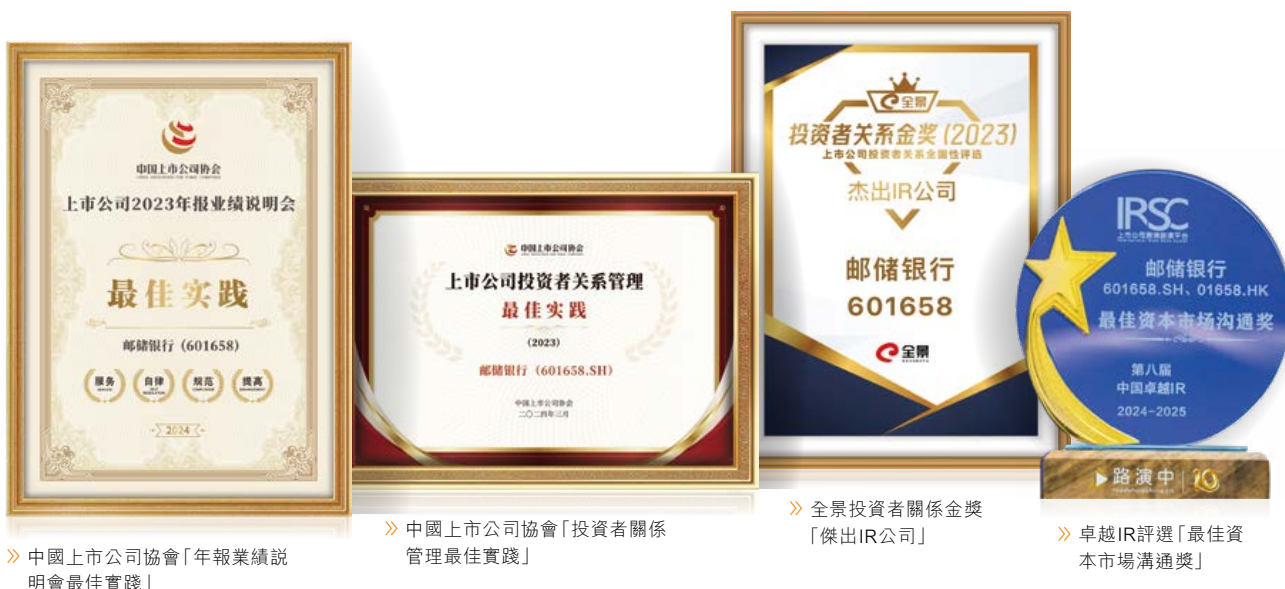 中国上市公司协会
上市公司2023年报业绩说明会
最佳实践
邮储银行 (601658)
服务
自律
规范
提高
2024
》 中國上市公司協會「年報業績説
明會最佳實踐」
中国上市公司协会
上市公司投资者关系管理
最佳实践
(2023)
邮储银行 (601658.SH)
中国上市公司协会
二〇二四年三月
》 中國上市公司協會「投資者關係
管理最佳實踐」
全景
投资者关系金奖 (2023)
上市公司投资者关系全国性评选
杰出IR公司
邮储银行
601658
全景
》 全景投資者關係金獎
「傑出IR公司」
IRSC
邮储银行
601658.SH、01658.HK
最佳资本市场沟通奖
第八届
中国卓越IR
2024-2025
路演中
10
》 卓越IR評選「最佳資
本市場溝通獎」